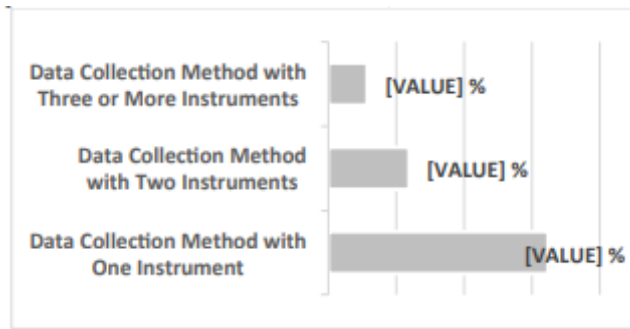 Data Collection Method with
Three or More Instruments
[VALUE] %
Data Collection Method
with Two Instruments
[VALUE] %
Data Collection Method with
One Instrument
[VALUE] %